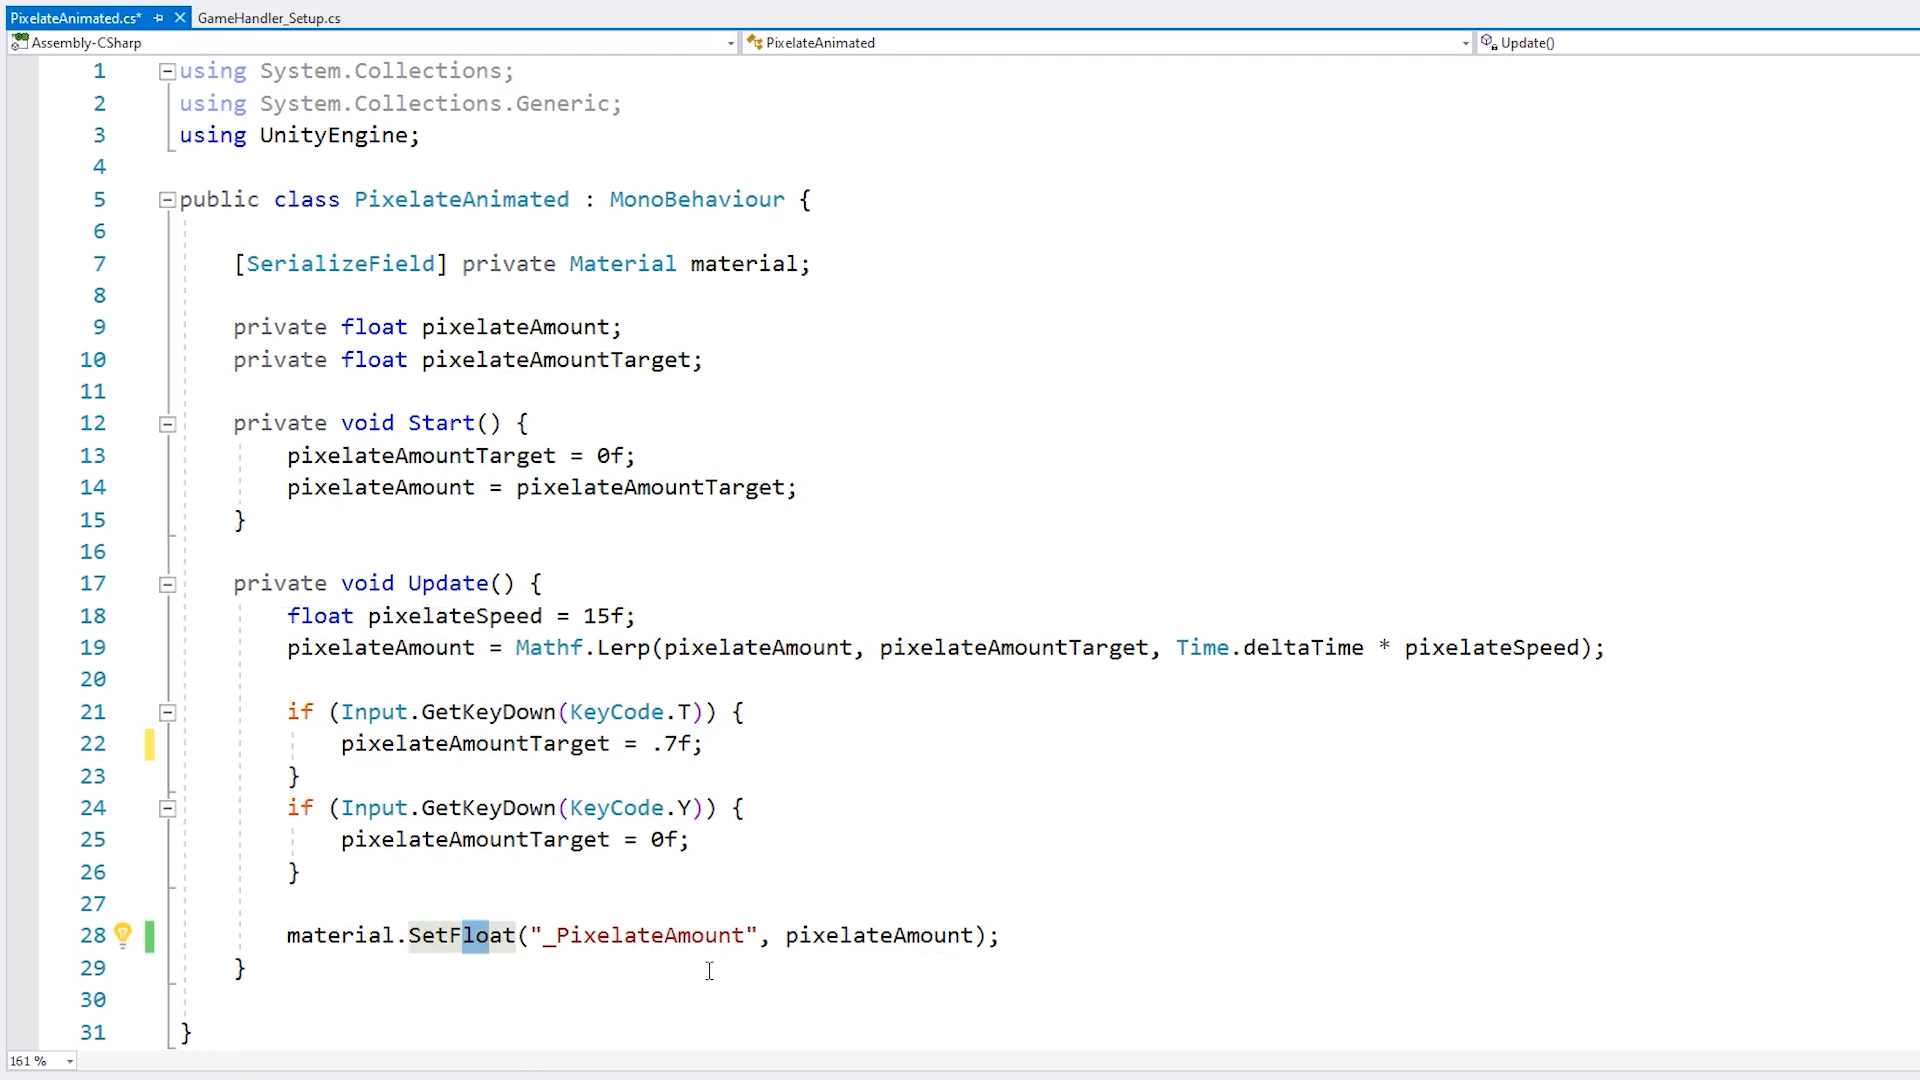 PixelateAnimated.cs* GameHandler_Setup.cs
Assembly-CSharp PixelateAnimated Update()
1 using System.Collections;
2 using System.Collections.Generic;
3 using UnityEngine;
4
5 public class PixelateAnimated : MonoBehaviour {
6
7 [SerializeField] private Material material;
8
9 private float pixelateAmount;
10 private float pixelateAmountTarget;
11
12 private void Start() {
13 pixelateAmountTarget = 0f;
14 pixelateAmount = pixelateAmountTarget;
15 }
16
17 private void Update() {
18 float pixelateSpeed = 15f;
19 pixelateAmount = Mathf.Lerp(pixelateAmount, pixelateAmountTarget, Time.deltaTime * pixelateSpeed);
20
21 if (Input.GetKeyDown(KeyCode.T)) {
22 pixelateAmountTarget = .7f;
23 }
24 if (Input.GetKeyDown(KeyCode.Y)) {
25 pixelateAmountTarget = 0f;
26 }
27
28 material.SetFloat("_PixelateAmount", pixelateAmount);
29 }
30
31 }
161 %